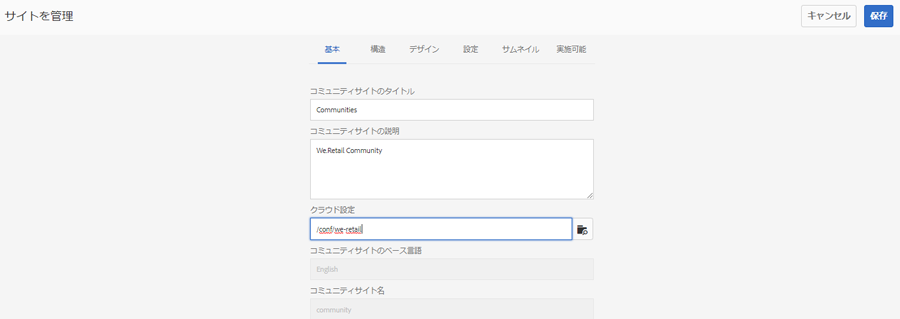 サイトを管理
キャンセル 保存
基本 構造 デザイン 設定 サムネイル 実施可能
コミュニティサイトのタイトル
Communities
コミュニティサイトの説明
We.Retail Community
クラウド設定
/conf/we-retail
コミュニティサイトのベース言語
English
コミュニティサイト名
community